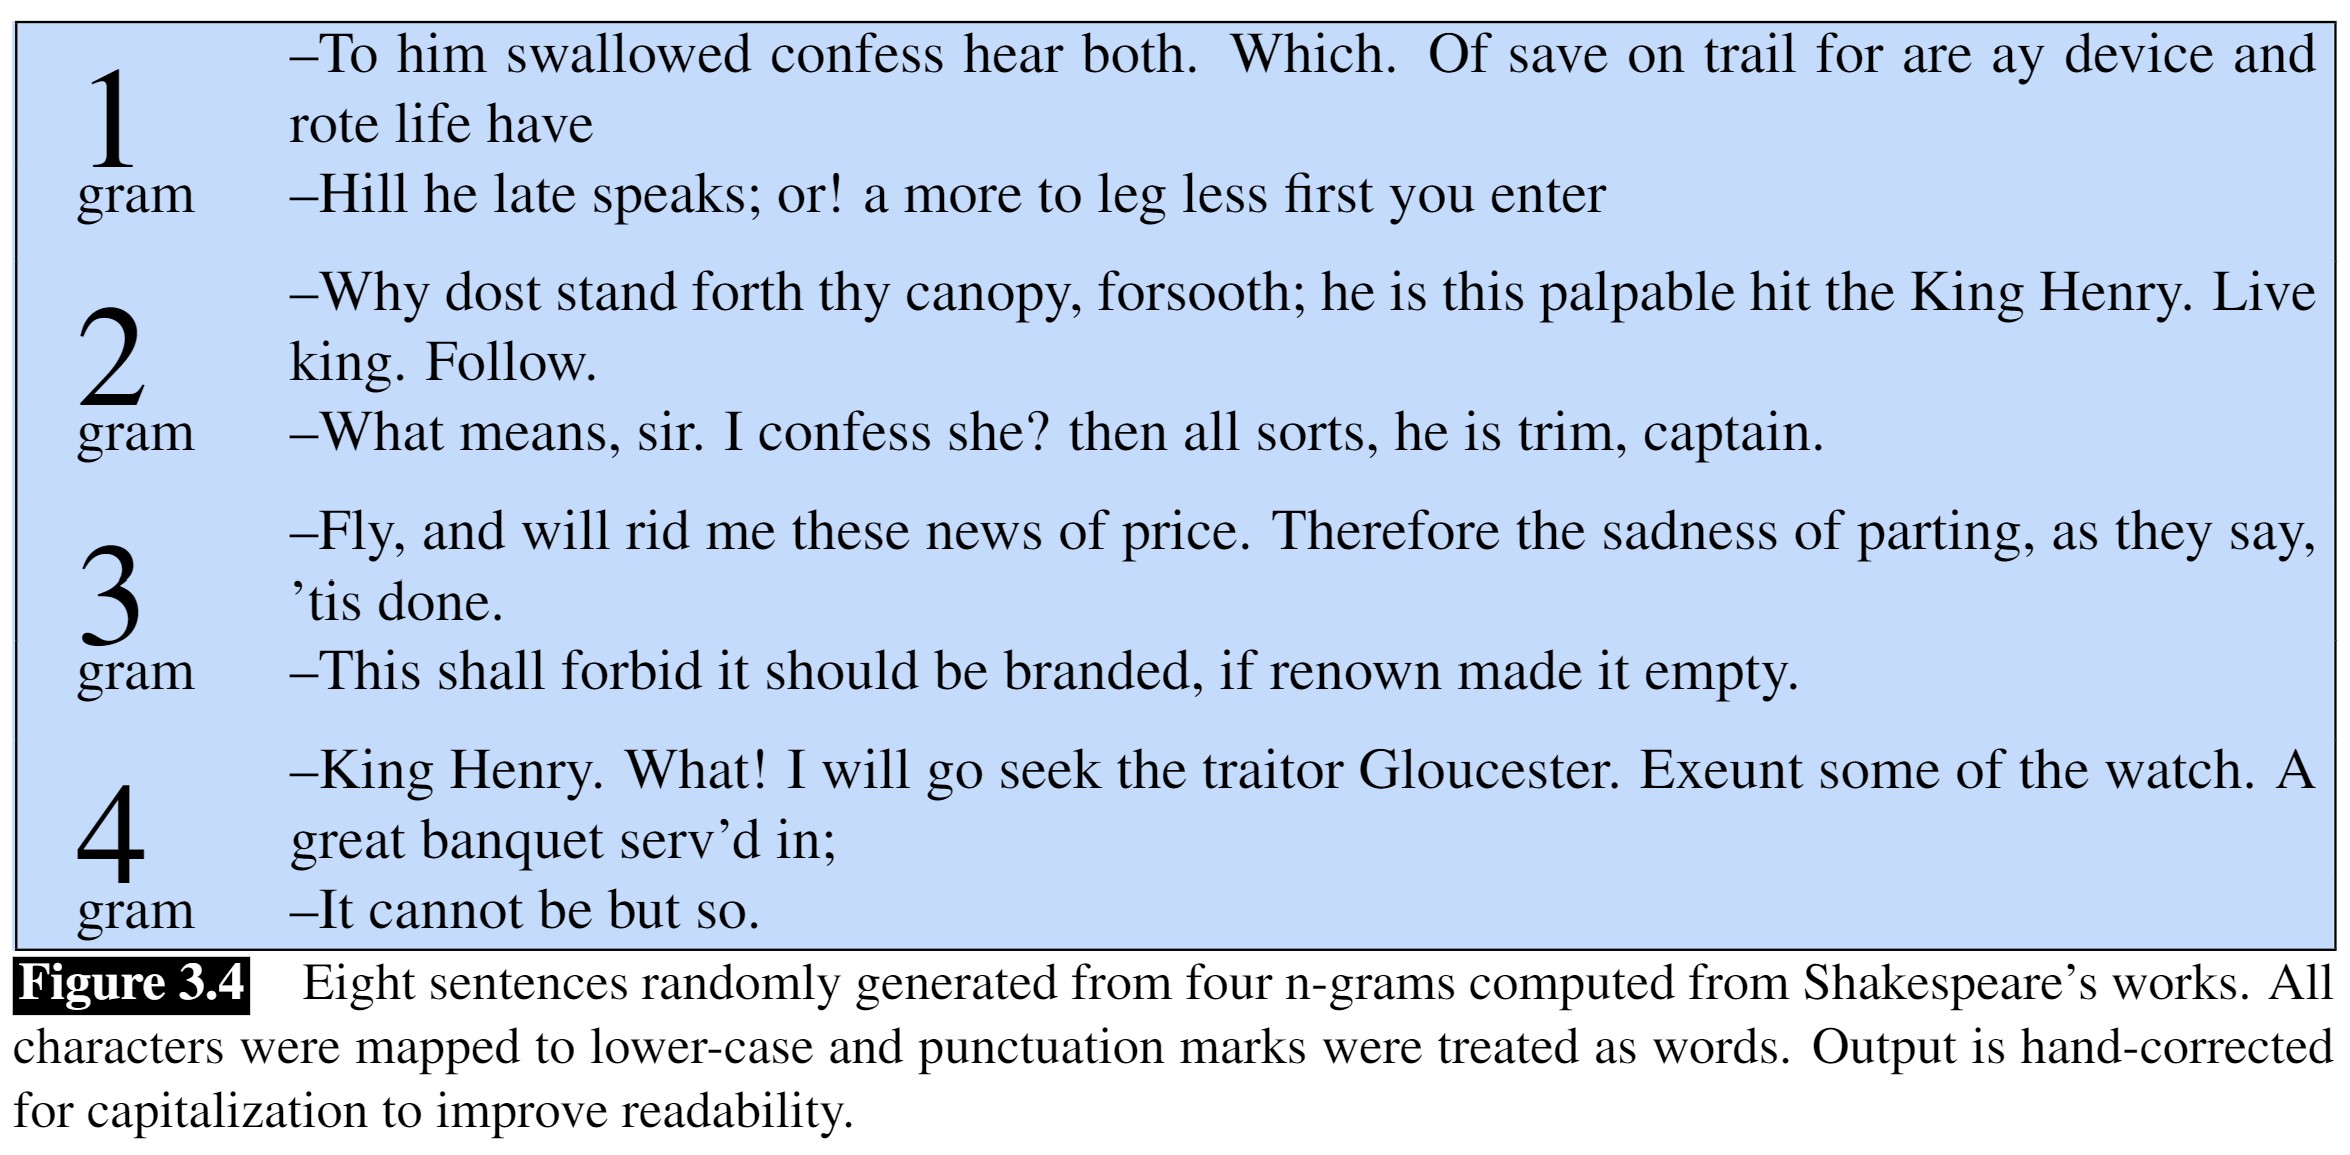 1
gram
–To him swallowed confess hear both. Which. Of save on trail for are ay device and
rote life have
–Hill he late speaks; or! a more to leg less first you enter
2
gram
–Why dost stand forth thy canopy, forsooth; he is this palpable hit the King Henry. Live
king. Follow.
–What means, sir. I confess she? then all sorts, he is trim, captain.
3
gram
–Fly, and will rid me these news of price. Therefore the sadness of parting, as they say,
’tis done.
–This shall forbid it should be branded, if renown made it empty.
4
gram
–King Henry. What! I will go seek the traitor Gloucester. Exeunt some of the watch. A
great banquet serv’d in;
–It cannot be but so.
Figure 3.4 Eight sentences randomly generated from four n-grams computed from Shakespeare’s works. All
characters were mapped to lower-case and punctuation marks were treated as words. Output is hand-corrected
for capitalization to improve readability.